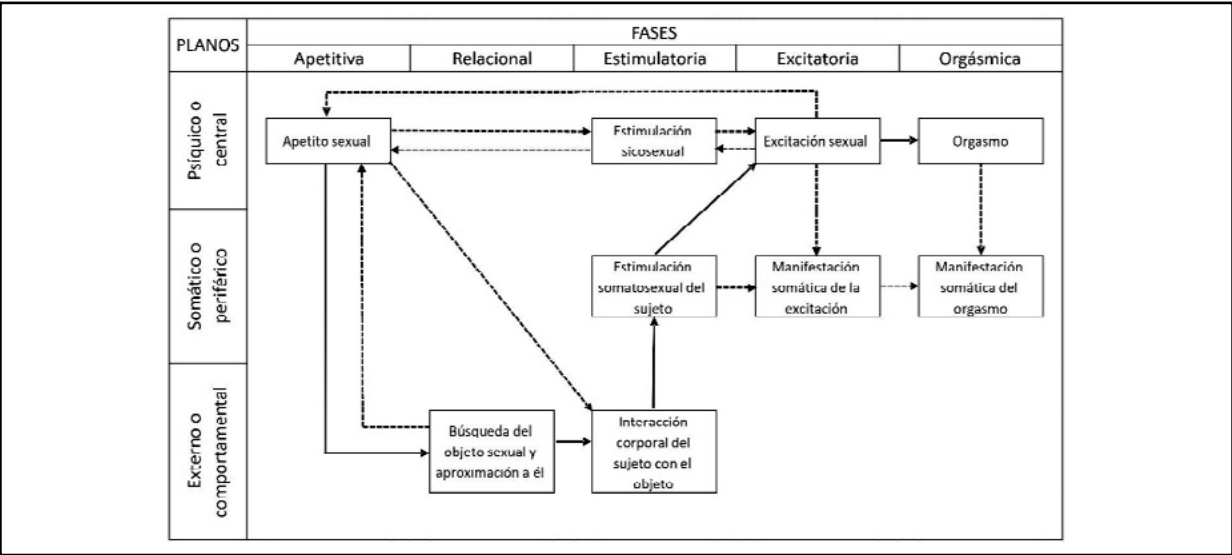 PLANOS
FASES
Apetitiva
Relacional
Estimulatoria
Excitatoria
Orgásmica
Psíquico o
central
Apetito sexual
Estimulación
sicosexual
Excitación sexual
Orgasmo
Somático o
periférico
Estimulación
somatosexual del
sujeto
Manifestación
somática de la
excitación
Manifestación
somática del
orgasmo
Externo o
comportamental
Búsqueda del
objeto sexual y
aproximación a él
Interacción
corporal del
sujeto con el
objeto